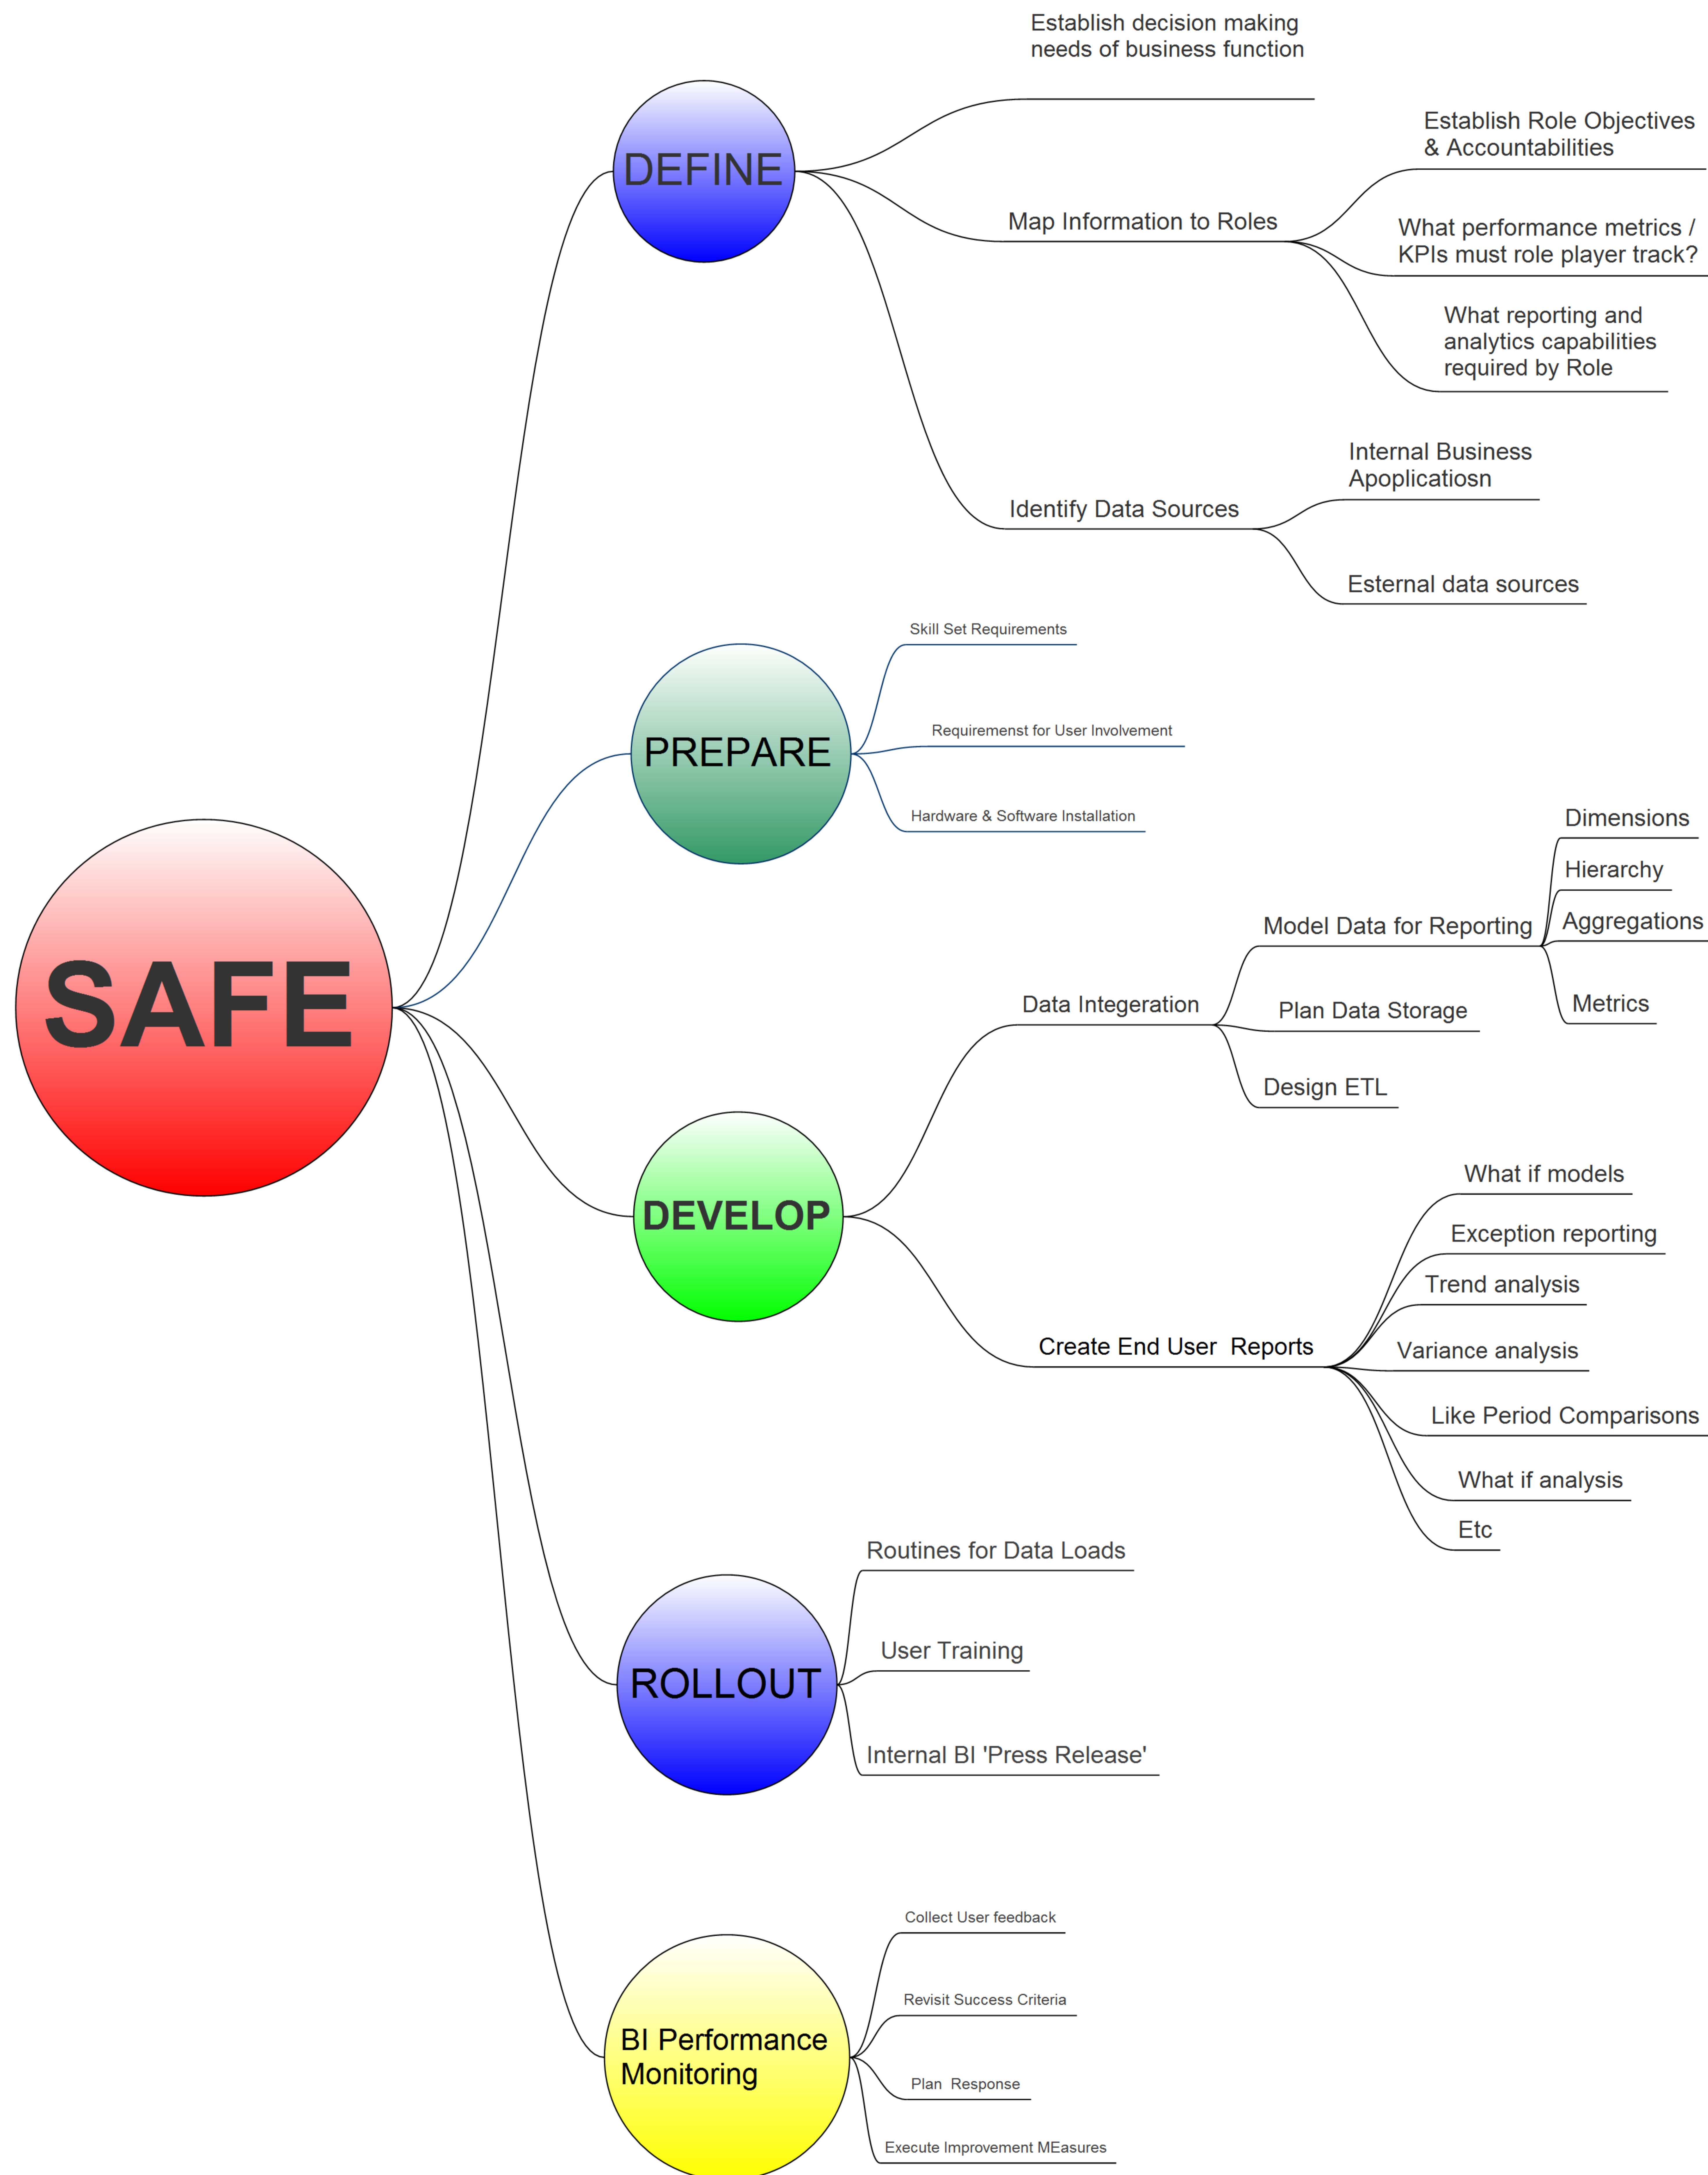 SAFE
DEFINE
Establish decision making
needs of business function
Map Information to Roles
Establish Role Objectives
& Accountabilities
What performance metrics /
KPIs must role player track?
What reporting and
analytics capabilities
required by Role
Identify Data Sources
Internal Business
Apoplicatiosn
Esternal data sources
PREPARE
Skill Set Requirements
Requiremenst for User Involvement
Hardware & Software Installation
DEVELOP
Data Integeration
Model Data for Reporting
Dimensions
Hierarchy
Aggregations
Metrics
Plan Data Storage
Design ETL
Create End User  Reports
What if models
Exception reporting
Trend analysis
Variance analysis
Like Period Comparisons
What if analysis
Etc
ROLLOUT
Routines for Data Loads
User Training
Internal BI 'Press Release'
BI Performance
Monitoring
Collect User feedback
Revisit Success Criteria
Plan  Response
Execute Improvement MEasures